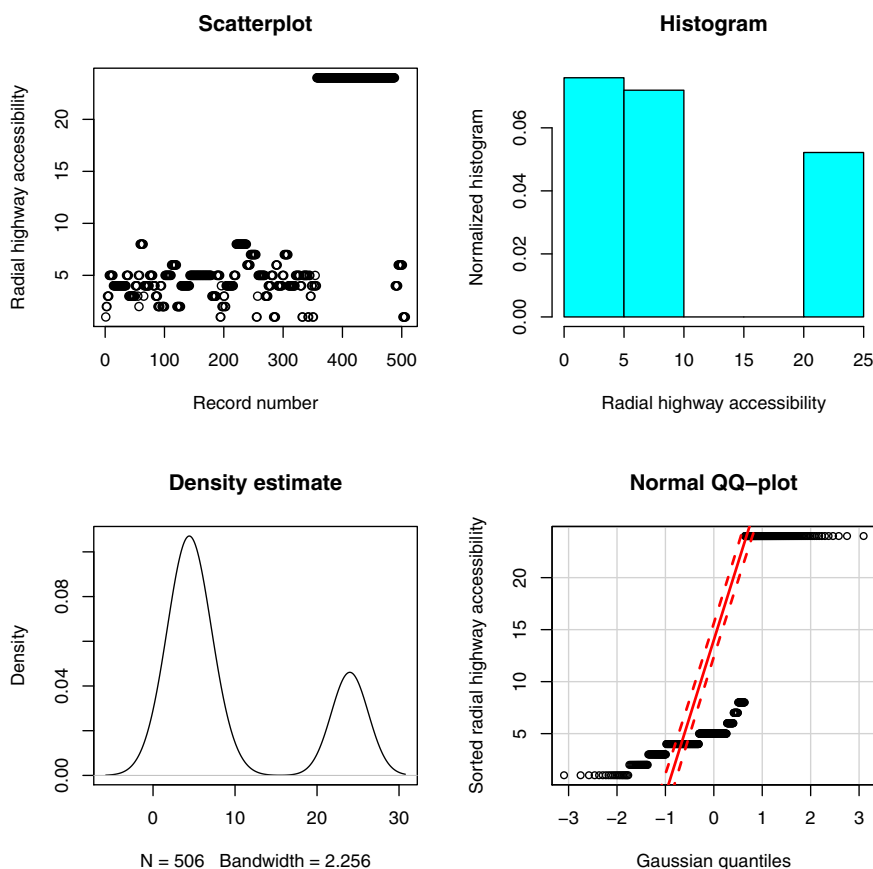 Scatterplot
Radial highway accessibility
20
15
10
5
0 100 200 300 400 500
Record number
Histogram
Normalized histogram
0.06
0.04
0.02
0.00
0 5 10 15 20 25
Radial highway accessibility
Density estimate
Density
0.08
0.04
0.00
0 10 20 30
N = 506 Bandwidth = 2.256
Normal QQ−plot
Sorted radial highway accessibility
20
15
10
5
−3 −2 −1 0 1 2 3
Gaussian quantiles